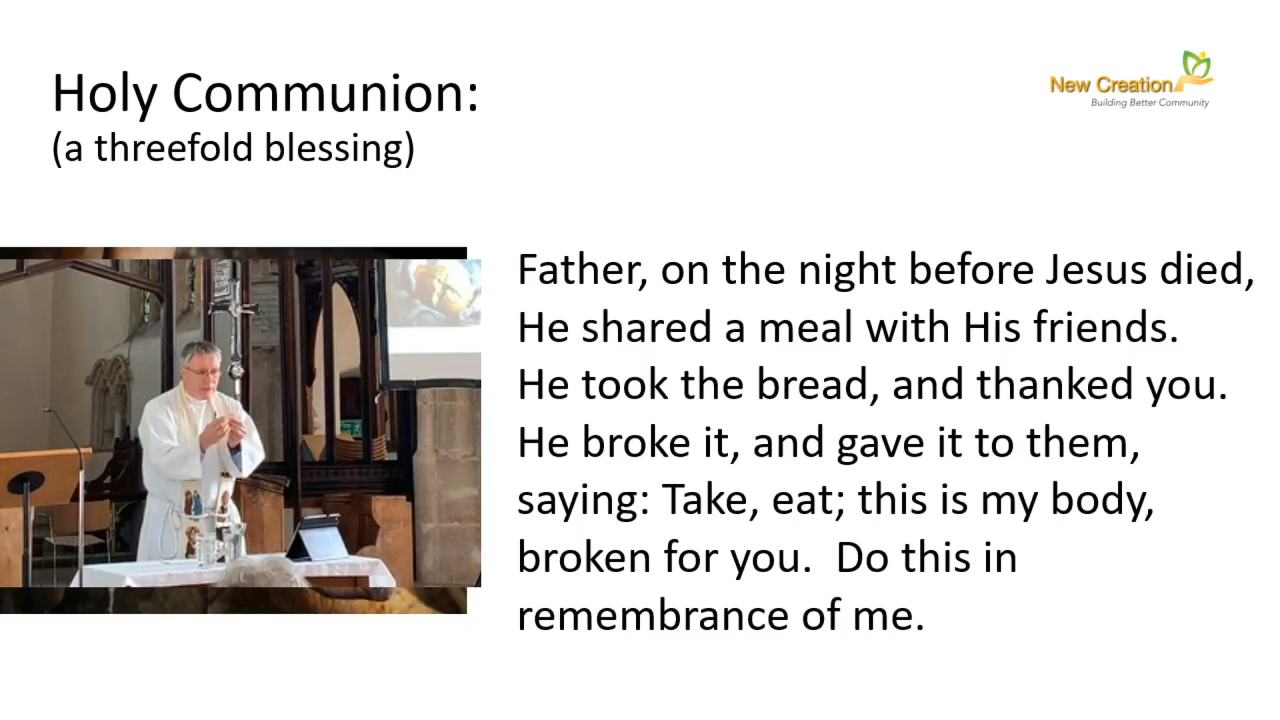 Holy Communion:
(a threefold blessing)
New Creation
Building Better Community
Father, on the night before Jesus died,
He shared a meal with His friends.
He took the bread, and thanked you.
He broke it, and gave it to them,
saying: Take, eat; this is my body,
broken for you.  Do this in
remembrance of me.